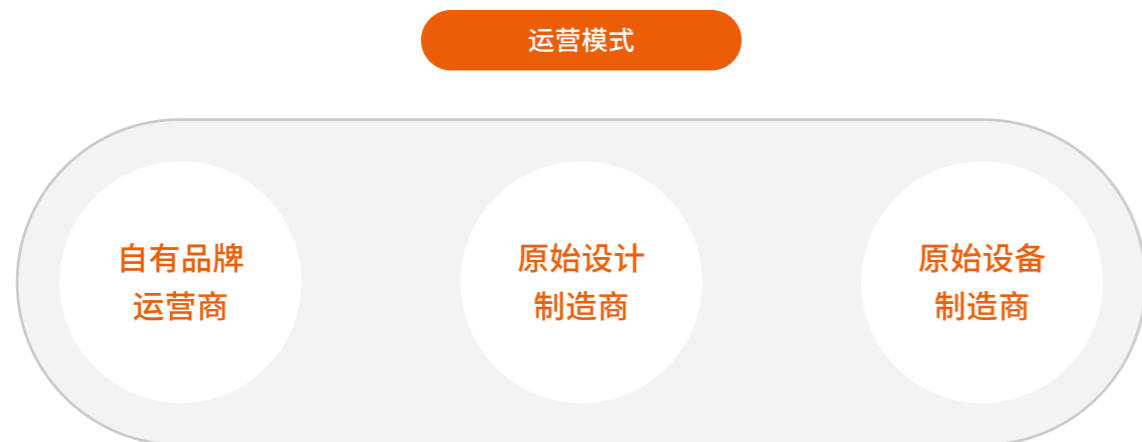 运营模式
自有品牌
运营商
原始设计
制造商
原始设备
制造商